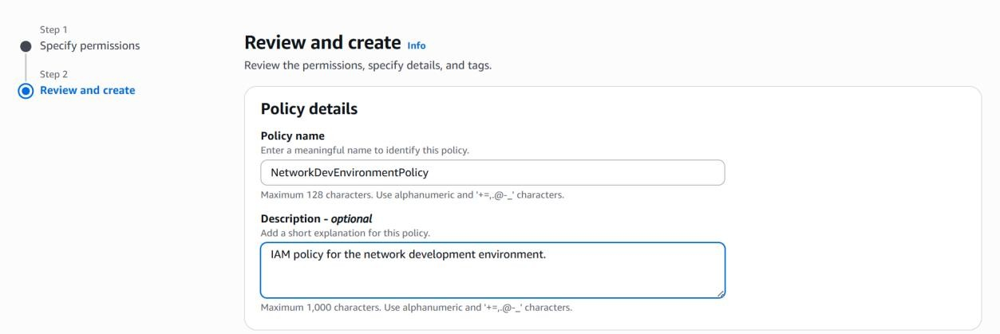 Step 1
Specify permissions
Step 2
Review and create
Review and create Info
Review the permissions, specify details, and tags.
Policy details
Policy name
Enter a meaningful name to identify this policy.
NetworkDevEnvironmentPolicy
Maximum 128 characters. Use alphanumeric and '+=,.@-_' characters.
Description - optional
Add a short explanation for this policy.
IAM policy for the network development environment.
Maximum 1,000 characters. Use alphanumeric and '+=,.@-_' characters.